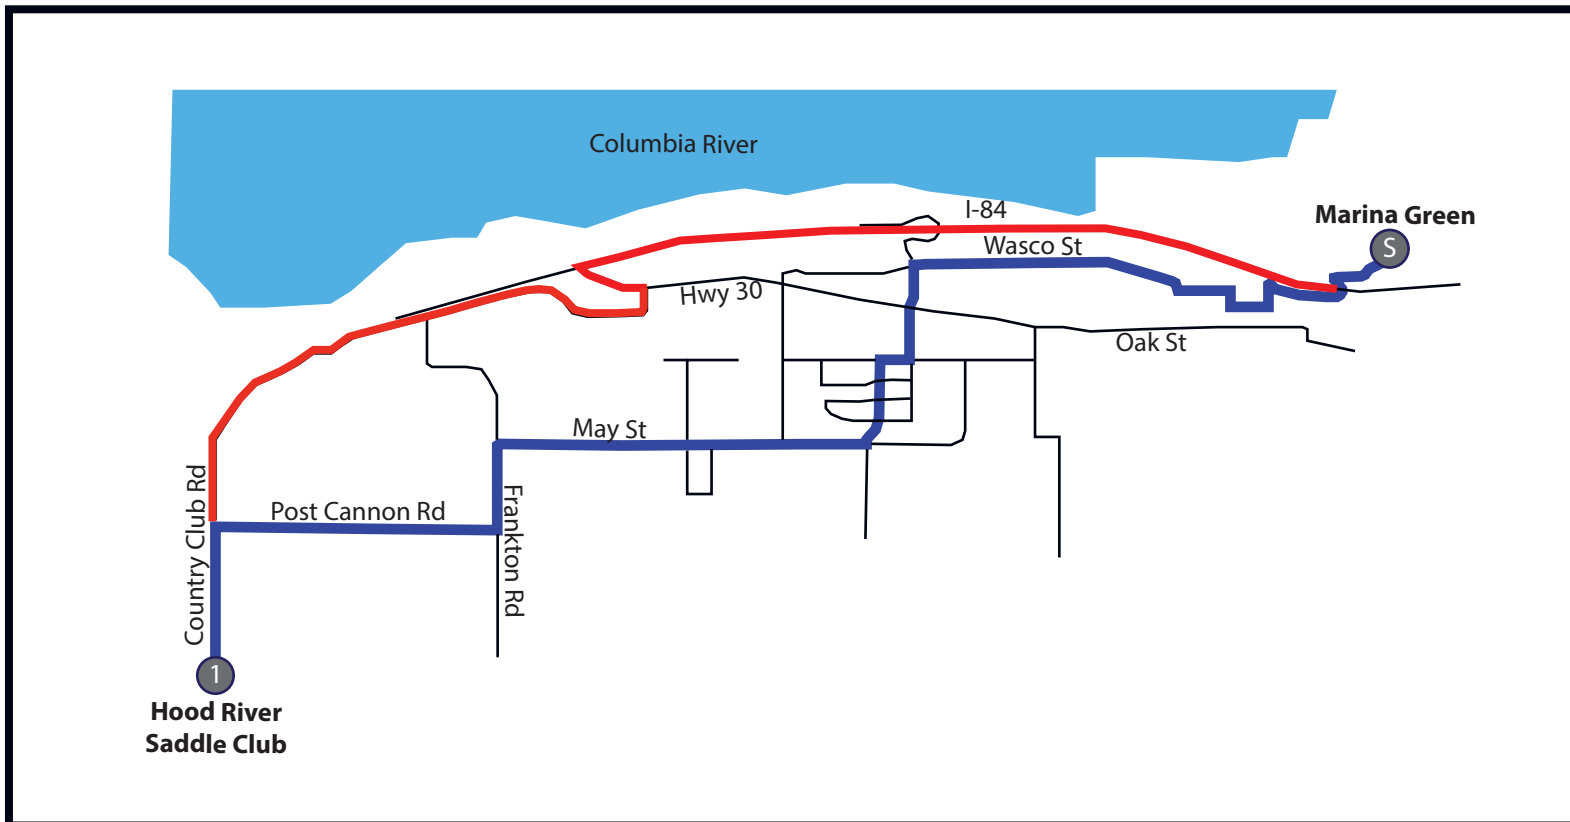 Columbia River
I-84
Marina Green
S
Wasco St
Hwy 30
Oak St
May St
Country Club Rd
Post Cannon Rd
Frankton Rd
1
Hood River
Saddle Club